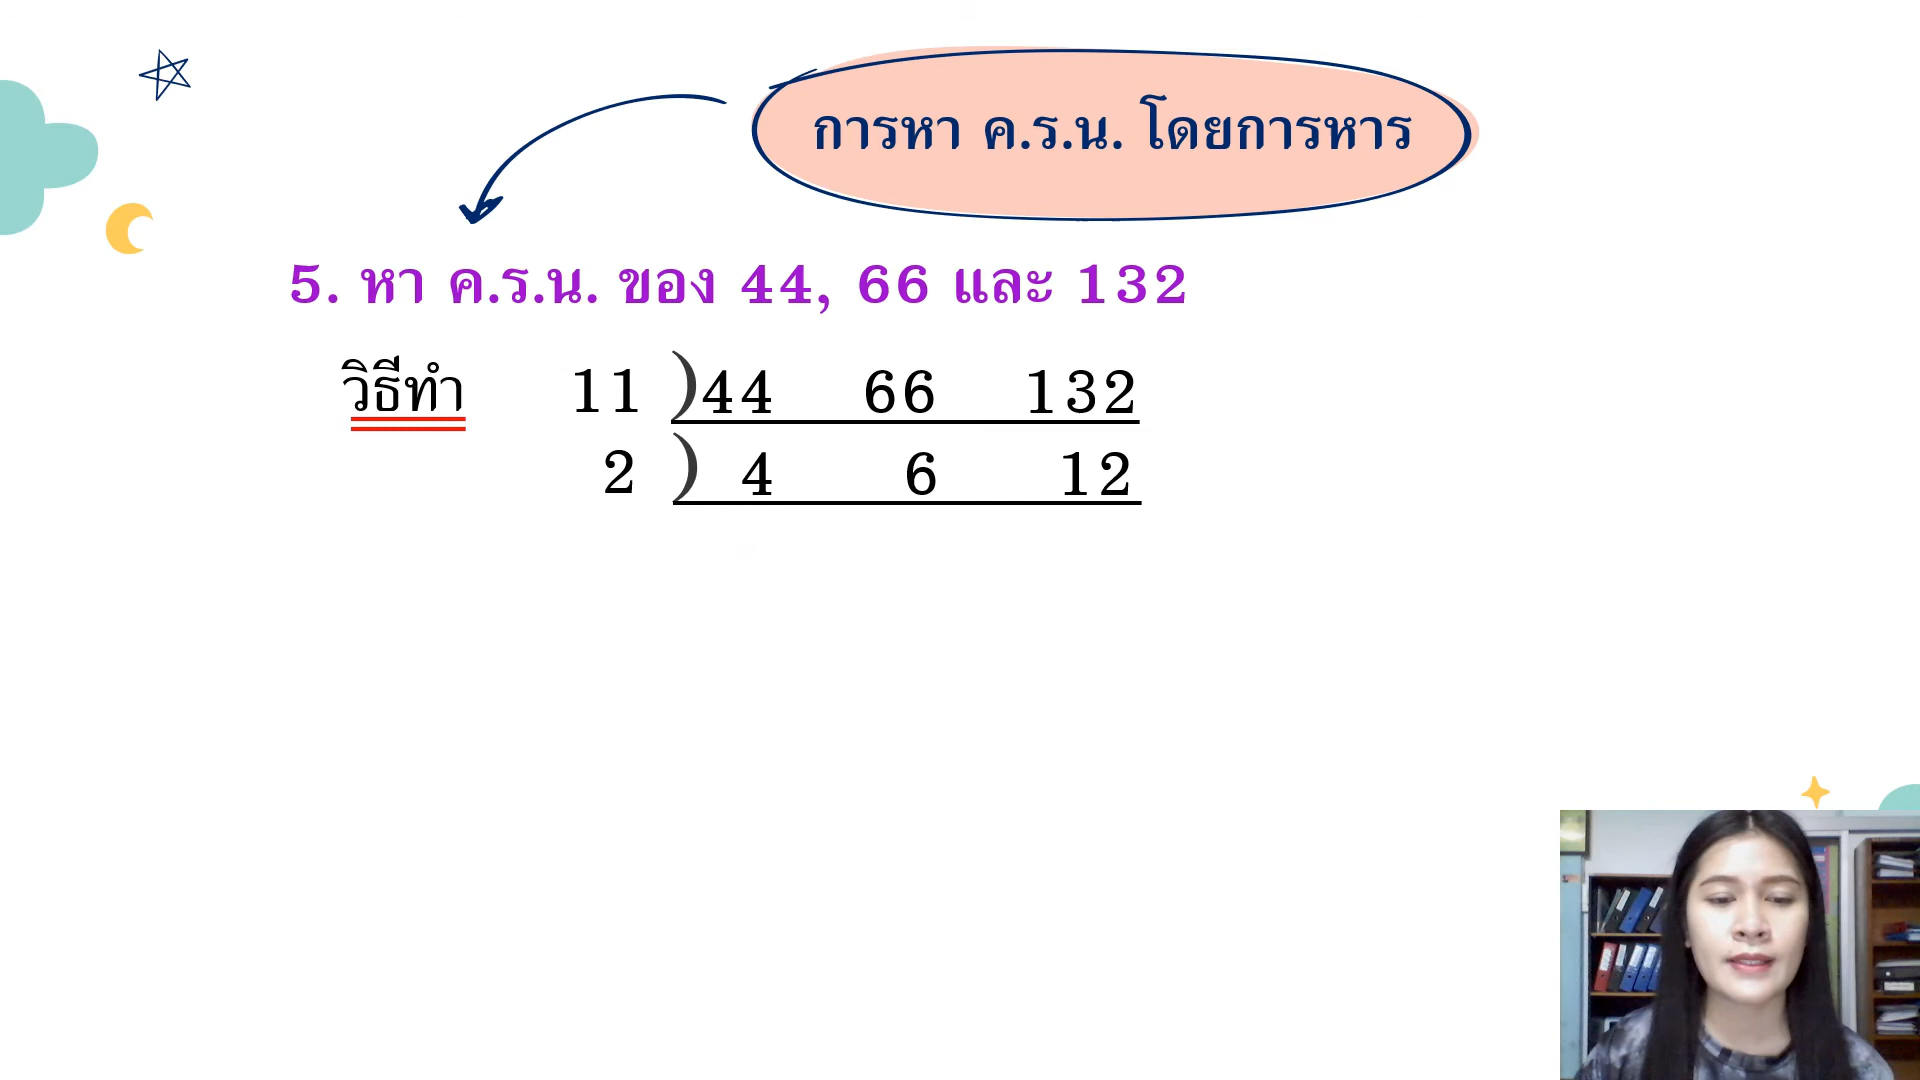 การหา ค.ร.น. โดยการหาร
5. หา ค.ร.น. ของ 44, 66 และ 132
วิธีทำ 11 ) 44 66 132
2 ) 4 6 12